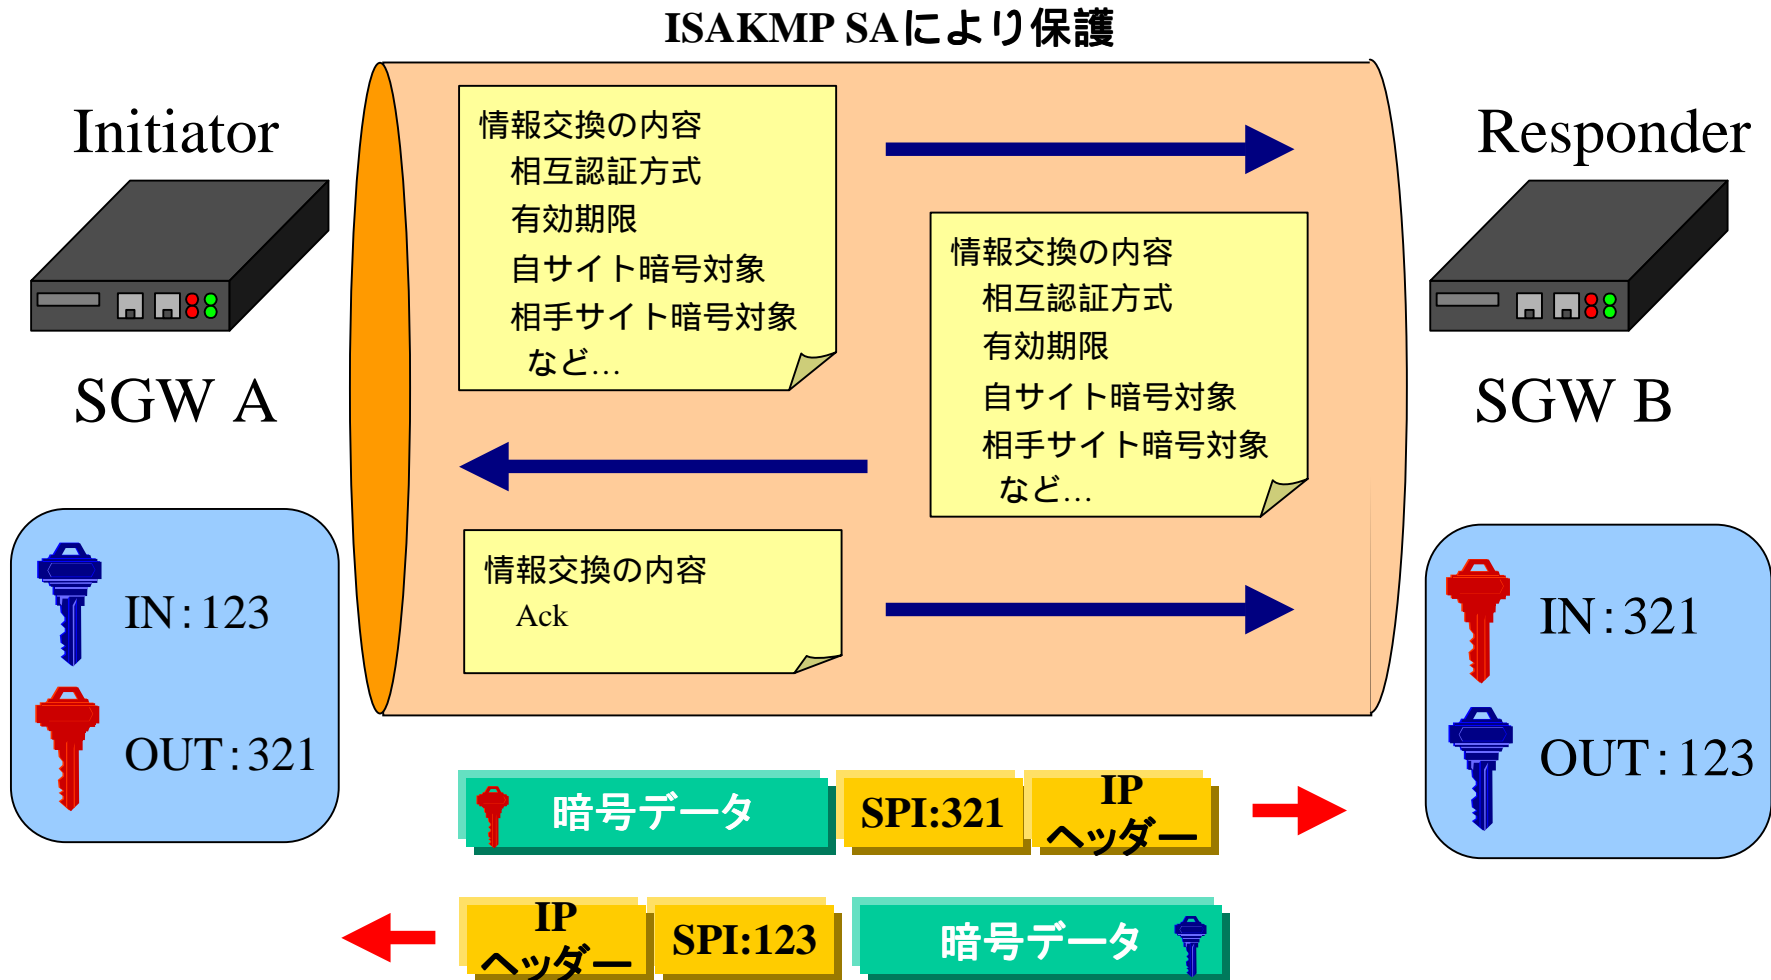 ISAKMP SAにより保護
Initiator
SGW A
情報交換の内容
相互認証方式
有効期限
自サイト暗号対象
相手サイト暗号対象
など…
Responder
SGW B
情報交換の内容
相互認証方式
有効期限
自サイト暗号対象
相手サイト暗号対象
など…
情報交換の内容
Ack
IN:123
OUT:321
IN:321
OUT:123
暗号データ
SPI:321
IP
ヘッダー
IP
ヘッダー
SPI:123
暗号データ